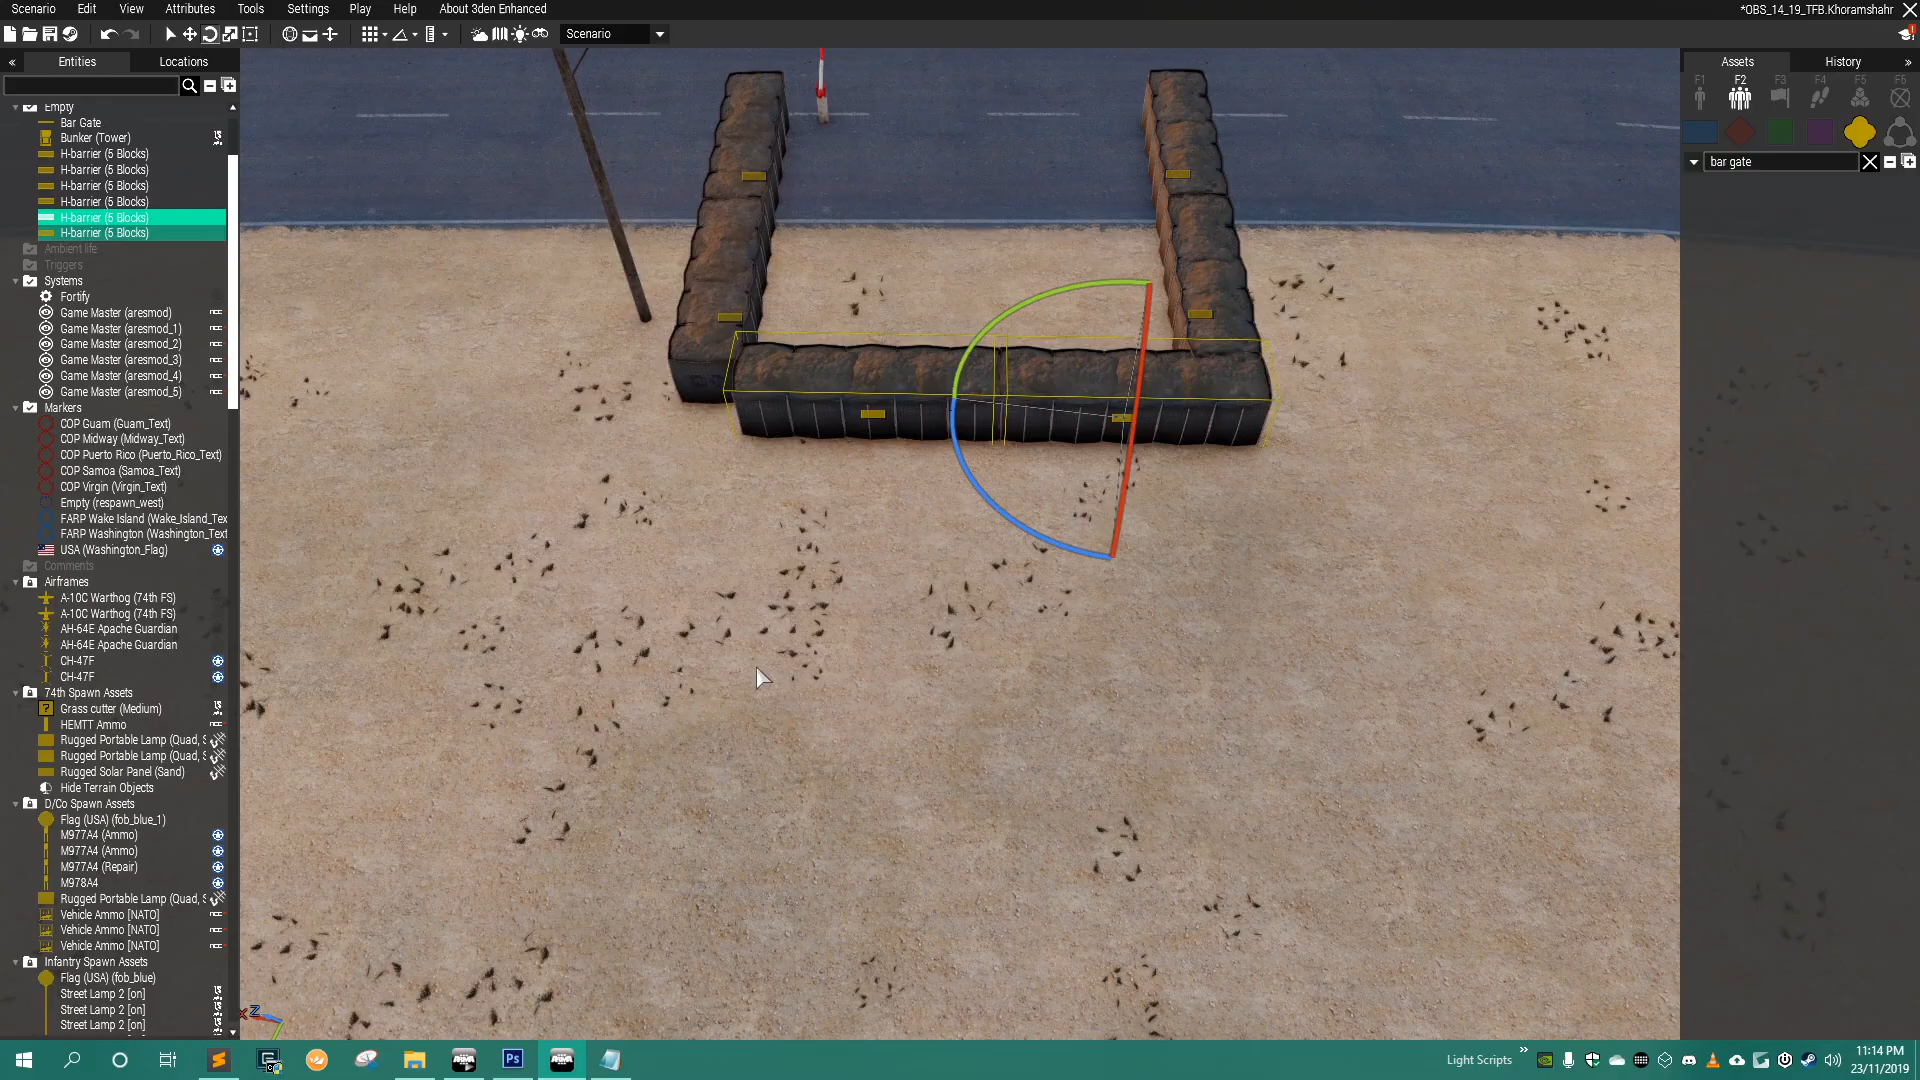 Scenario Edit View Attributes Tools Settings Play Help About 3den Enhanced
*OBS_14_19_TFB.Khoramshahr
Scenario
Entities Locations
Empty
Bar Gate
Bunker (Tower)
H-barrier (5 Blocks)
H-barrier (5 Blocks)
H-barrier (5 Blocks)
H-barrier (5 Blocks)
H-barrier (5 Blocks)
H-barrier (5 Blocks)
Ambient life
Triggers
Systems
Fortify
Game Master (aresmod)
Game Master (aresmod_1)
Game Master (aresmod_2)
Game Master (aresmod_3)
Game Master (aresmod_4)
Game Master (aresmod_5)
Markers
COP Guam (Guam_Text)
COP Midway (Midway_Text)
COP Puerto Rico (Puerto_Rico_Text)
COP Samoa (Samoa_Text)
COP Virgin (Virgin_Text)
Empty (respawn_west)
FARP Wake Island (Wake_Island_Tex
FARP Washington (Washington_Text
USA (Washington_Flag)
Comments
Airframes
A-10C Warthog (74th FS)
A-10C Warthog (74th FS)
AH-64E Apache Guardian
AH-64E Apache Guardian
CH-47F
CH-47F
74th Spawn Assets
Grass cutter (Medium)
HEMTT Ammo
Rugged Portable Lamp (Quad, S
Rugged Portable Lamp (Quad, S
Rugged Solar Panel (Sand)
Hide Terrain Objects
D/Co Spawn Assets
Flag (USA) (fob_blue_1)
M977A4 (Ammo)
M977A4 (Ammo)
M977A4 (Repair)
M978A4
Rugged Portable Lamp (Quad, S
Vehicle Ammo [NATO]
Vehicle Ammo [NATO]
Vehicle Ammo [NATO]
Infantry Spawn Assets
Flag (USA) (fob_blue)
Street Lamp 2 [on]
Street Lamp 2 [on]
Street Lamp 2 [on]
X Z
Assets History
F1 F2 F3 F4 F5 F6
bar gate
Ps
Light Scripts
11:14 PM
23/11/2019